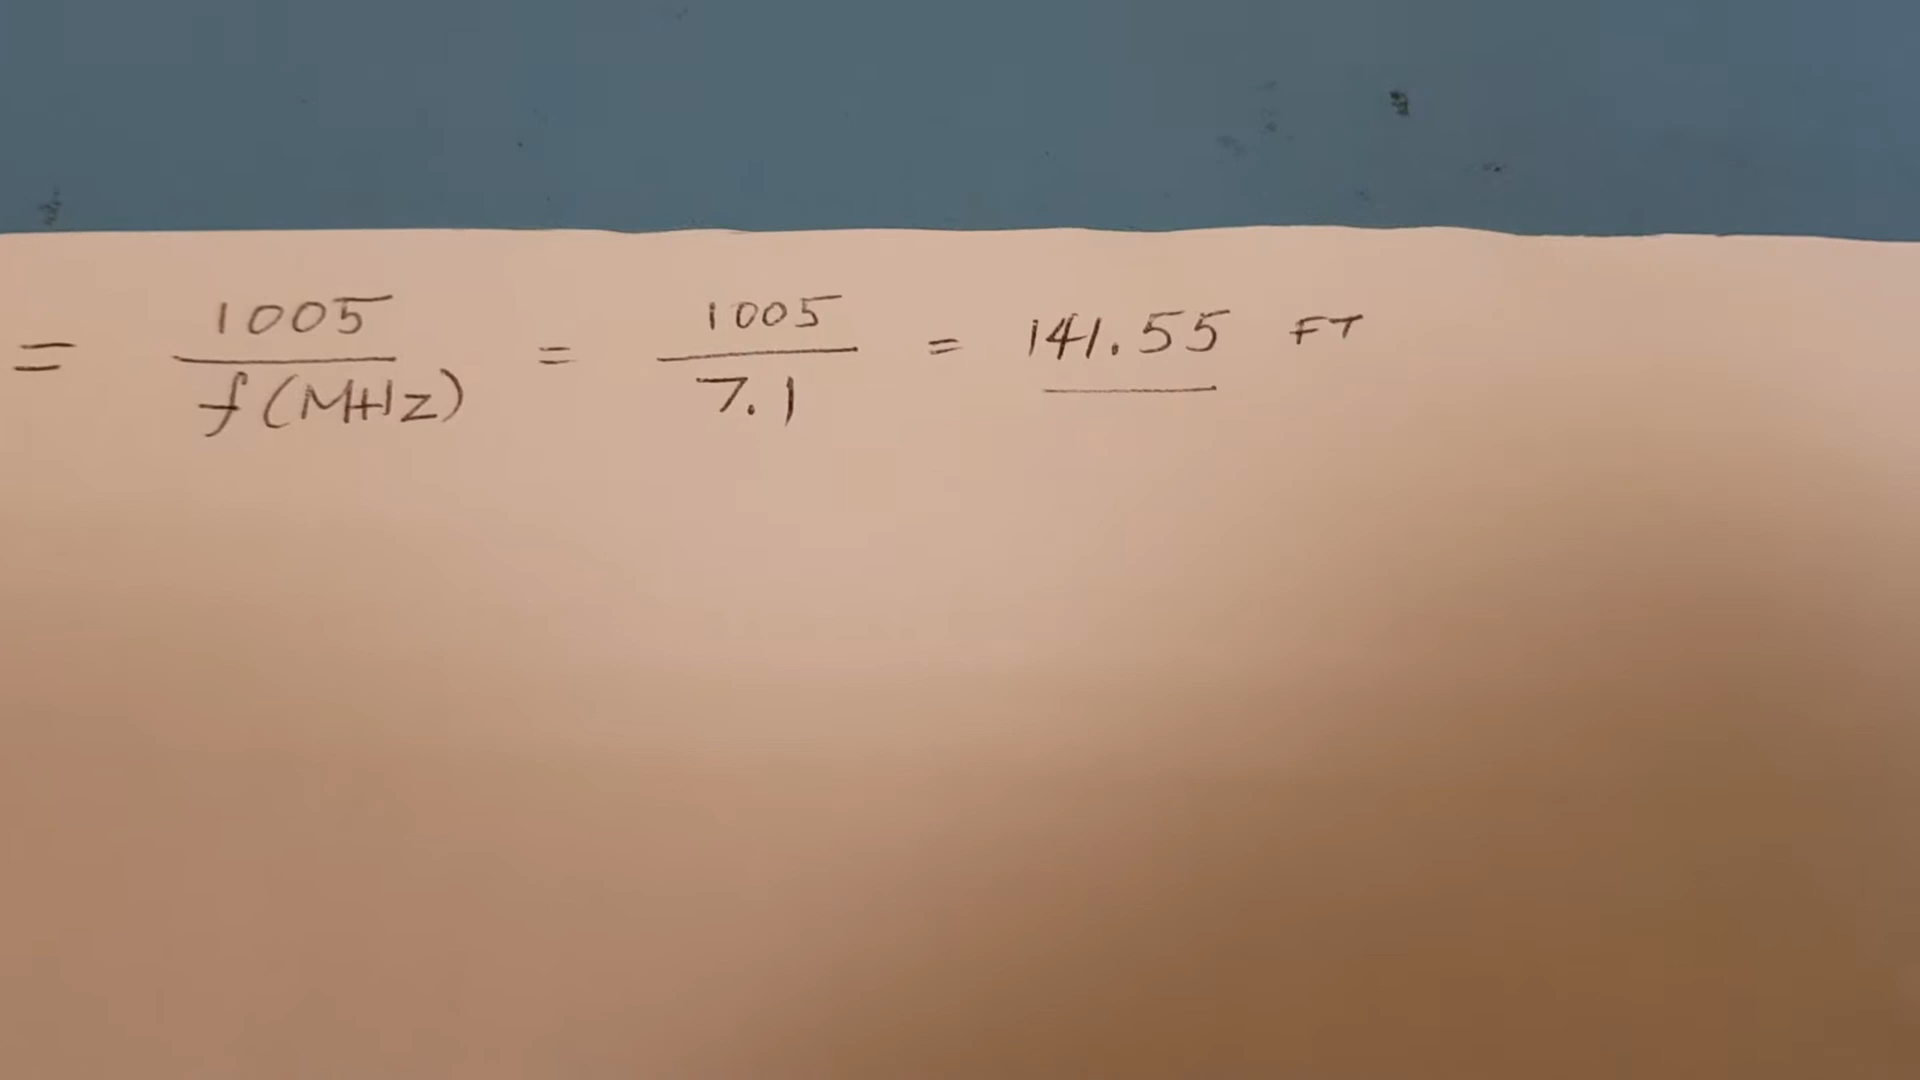 = 1005 / f(MHz) = 1005 / 7.1 = 141.55 FT